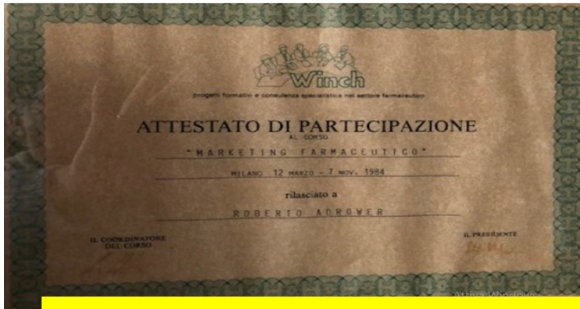 Winch
progetti formativi e consulenza specialistica nel settore farmaceutico
ATTESTATO DI PARTECIPAZIONE
AL CORSO
"MARKETING FARMACEUTICO"
MILANO 12 MARZO - 7 NOV. 1984
rilasciato a
ROBERTO ADROWER
IL COORDINATORE
DEL CORSO
IL PRESIDENTE